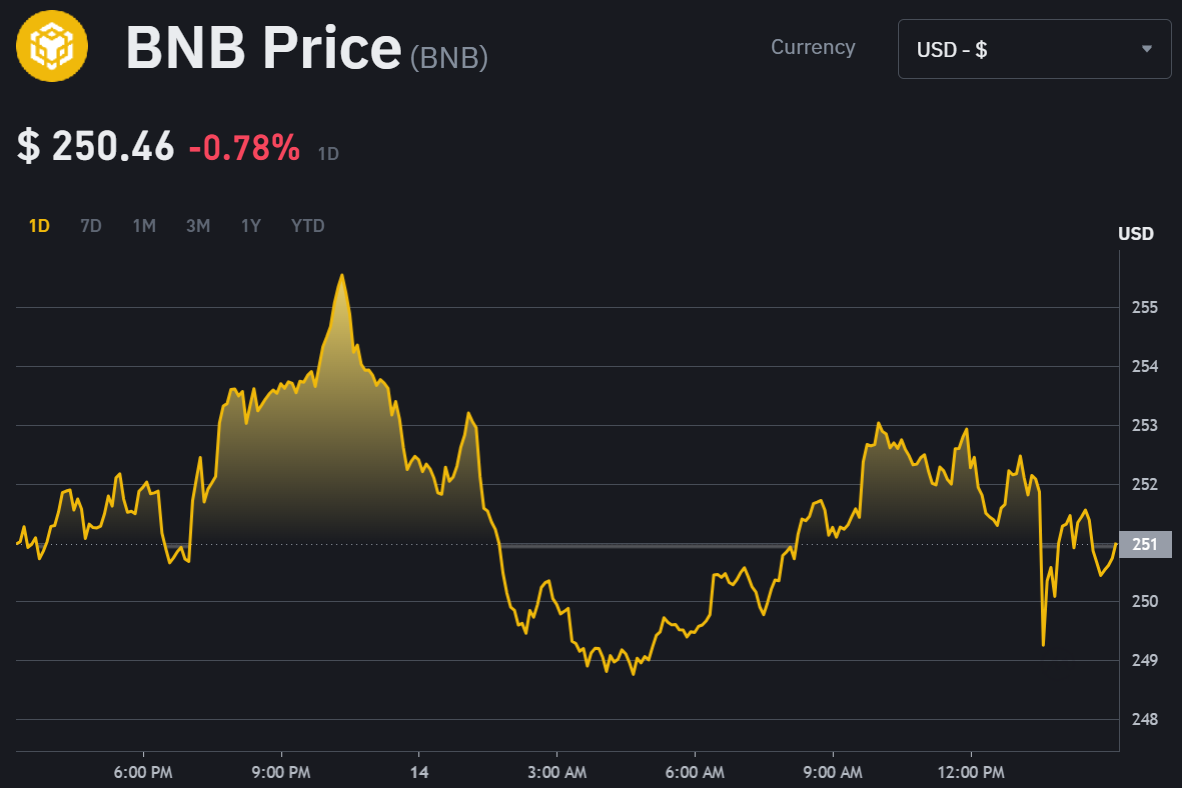 BNB Price (BNB)
Currency
USD - $
$ 250.46 -0.78% 1D
1D 7D 1M 3M 1Y YTD
USD
255
254
253
252
251
250
249
248
6:00 PM 9:00 PM 14 3:00 AM 6:00 AM 9:00 AM 12:00 PM